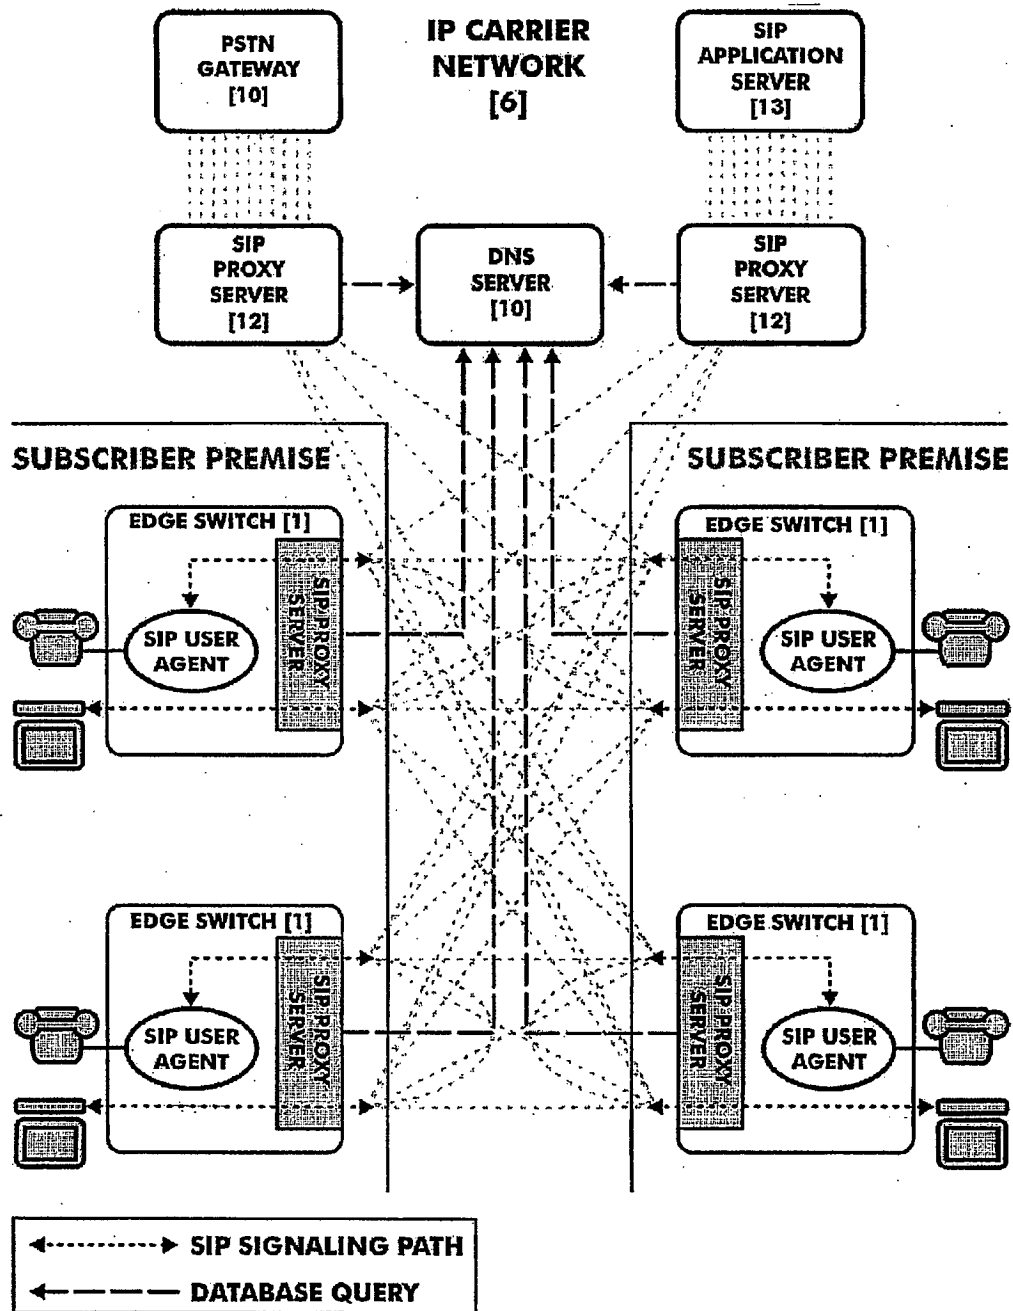 IP CARRIER
NETWORK
[6]
PSTN
GATEWAY
[10]
SIP
APPLICATION
SERVER
[13]
SIP
PROXY
SERVER
[12]
DNS
SERVER
[10]
SIP
PROXY
SERVER
[12]
SUBSCRIBER PREMISE
SUBSCRIBER PREMISE
EDGE SWITCH [1]
SIP PROXY
SERVER
SIP USER
AGENT
EDGE SWITCH [1]
SIP PROXY
SERVER
SIP USER
AGENT
EDGE SWITCH [1]
SIP PROXY
SERVER
SIP USER
AGENT
EDGE SWITCH [1]
SIP PROXY
SERVER
SIP USER
AGENT
SIP SIGNALING PATH
DATABASE QUERY